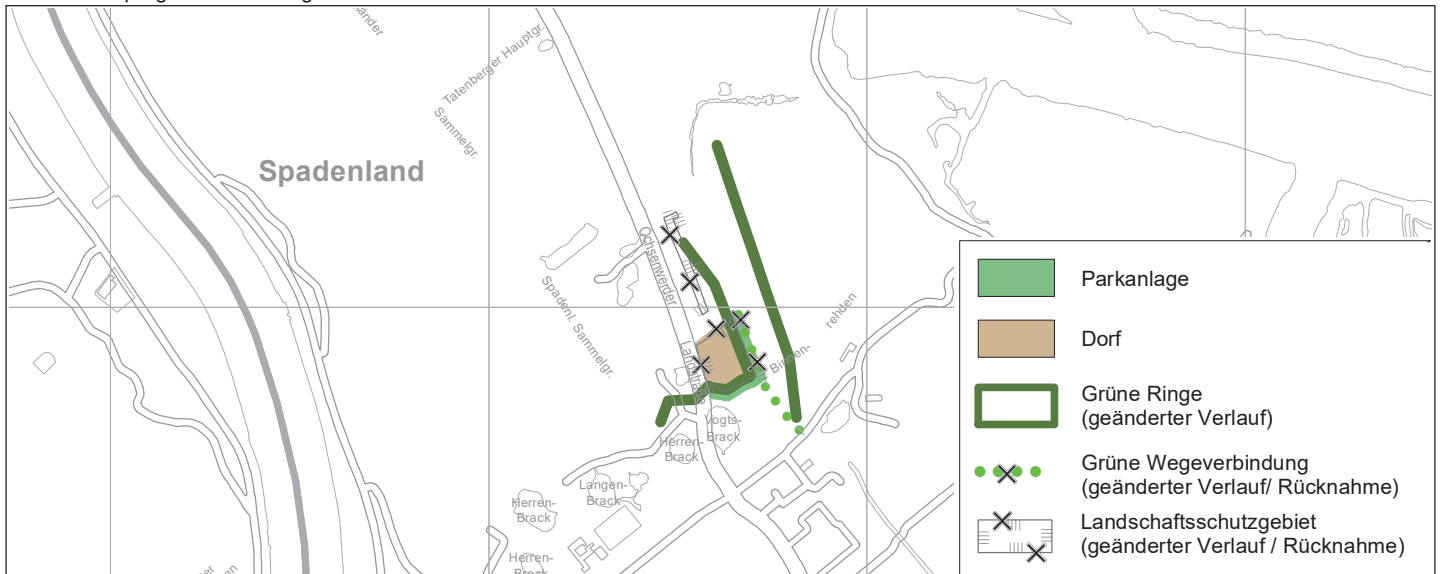 Tatenberger Hauptgr.
S.
Sammelgr.
Spadenland
Ochsenwerder
Landstraße
Spadenl. Sammelgr.
Binnen-
rehden
Vogts-
Brack
Herren-
Brack
Langen-
Brack
Herren-
Brack
Herren-
Parkanlage
Dorf
Grüne Ringe
(geänderter Verlauf)
Grüne Wegeverbindung
(geänderter Verlauf/ Rücknahme)
Landschaftsschutzgebiet
(geänderter Verlauf / Rücknahme)